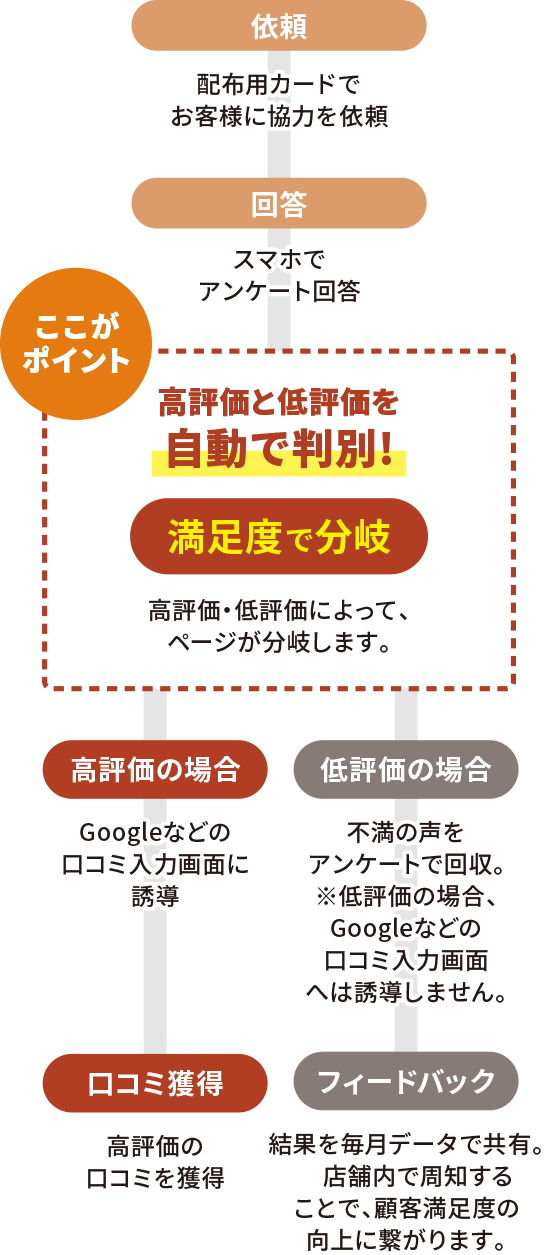 依頼
配布用カードで
お客様に協力を依頼
回答
スマホで
アンケート回答
ここが
ポイント
高評価と低評価を
自動で判別!
満足度で分岐
高評価・低評価によって、
ページが分岐します。
高評価の場合
Googleなどの
口コミ入力画面に
誘導
口コミ獲得
高評価の
口コミを獲得
低評価の場合
不満の声を
アンケートで回収。
※低評価の場合、
Googleなどの
口コミ入力画面
へは誘導しません。
フィードバック
結果を毎月データで共有。
店舗内で周知する
ことで、顧客満足度の
向上に繋がります。